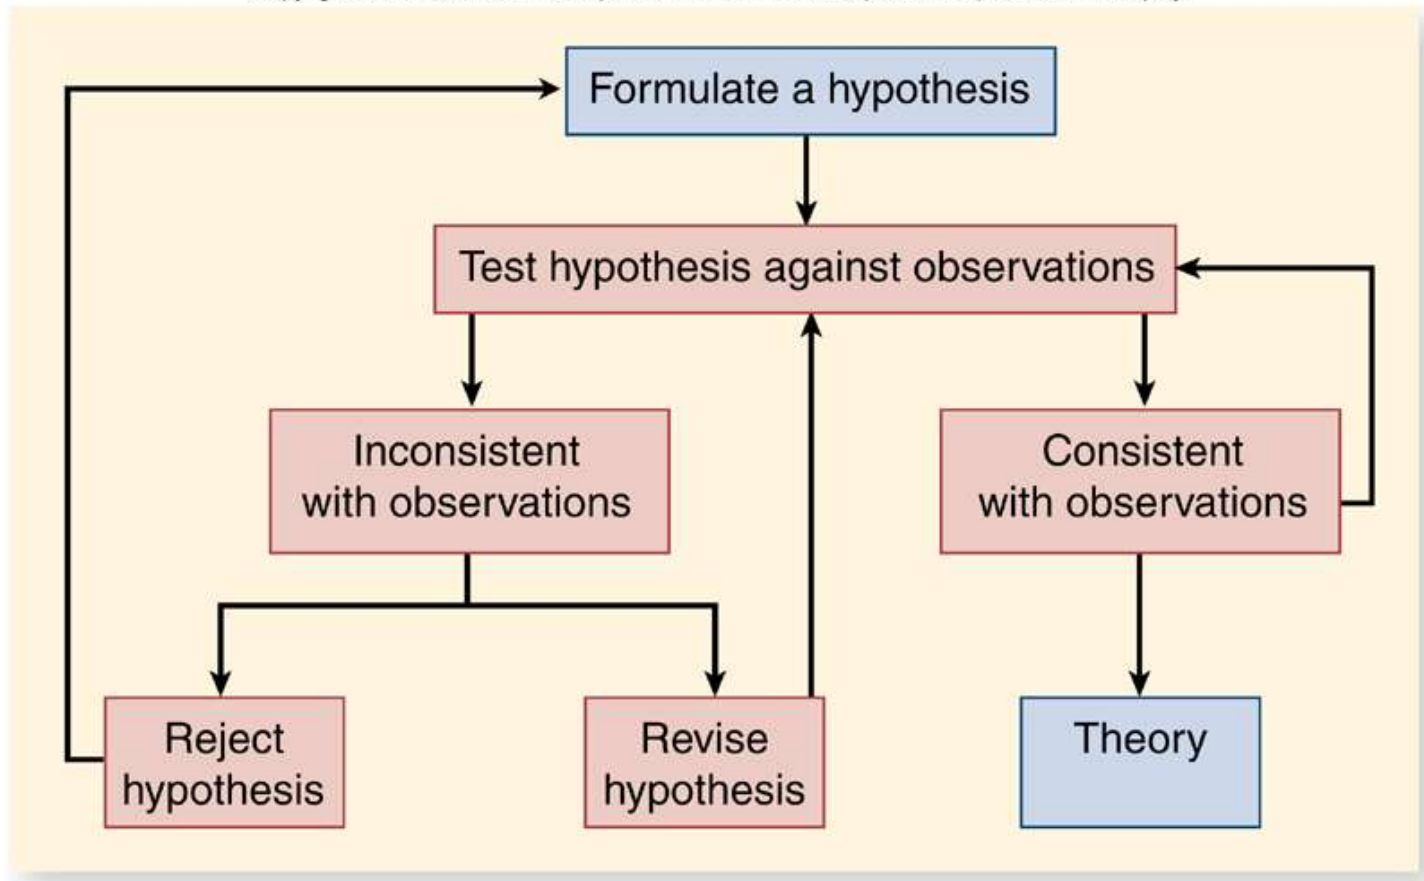 Formulate a hypothesis
Test hypothesis against observations
Inconsistent
with observations
Consistent
with observations
Reject
hypothesis
Revise
hypothesis
Theory